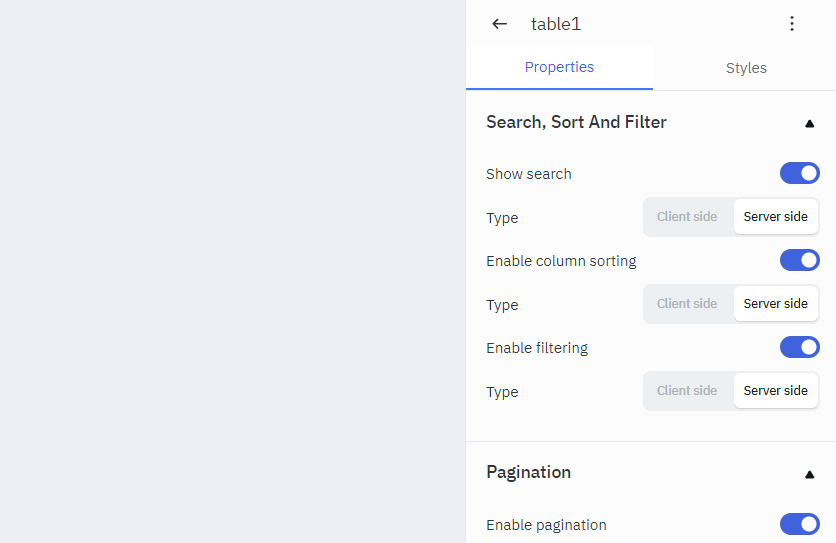 table1
Properties Styles
Search, Sort And Filter
Show search
Type Client side Server side
Enable column sorting
Type Client side Server side
Enable filtering
Type Client side Server side
Pagination
Enable pagination